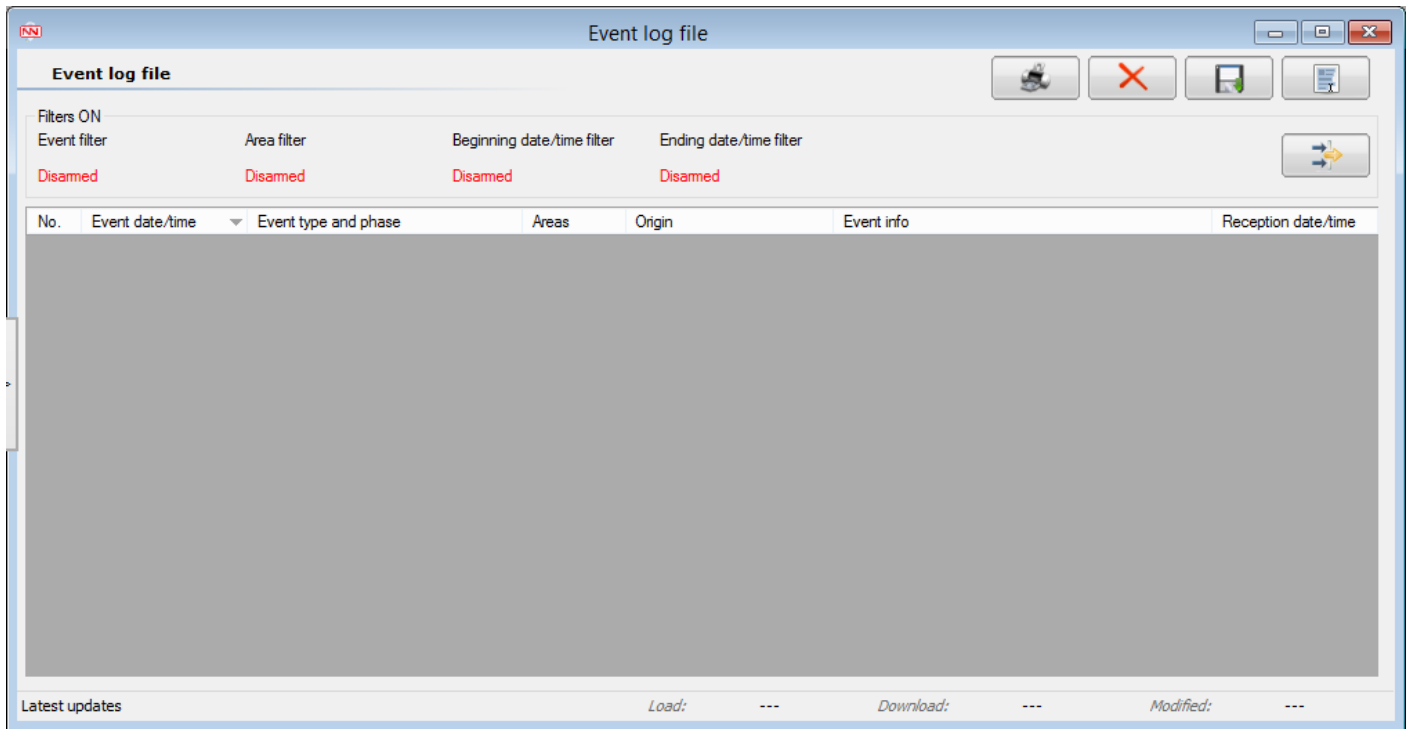 Event log file
Event log file
Filters ON
Event filter Area filter Beginning date/time filter Ending date/time filter
Disarmed Disarmed Disarmed Disarmed
No. Event date/time Event type and phase Areas Origin Event info Reception date/time
Latest updates Load: --- Download: --- Modified: ---